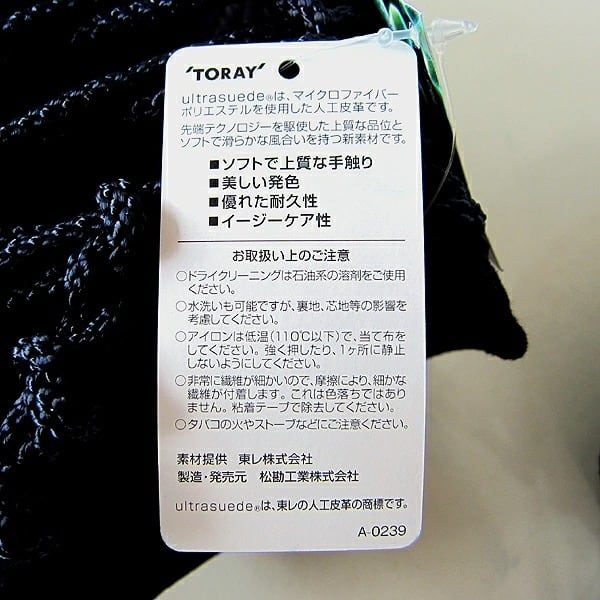 'TORAY'
ultrasuede®は、マイクロファイバー
ポリエステルを使用した人工皮革です。
先端テクノロジーを駆使した上質な品位と
ソフトで滑らかな風合いを持つ新素材です。
■ソフトで上質な手触り
■美しい発色
■優れた耐久性
■イージーケア性
お取扱い上のご注意
○ドライクリーニングは石油系の溶剤をご使用
ください。
○水洗いも可能ですが、裏地、芯地等の影響を
考慮してください。
○アイロンは低温(110℃以下)で、当て布を
してください。強く押したり、1ヶ所に静止
しないようにしてください。
○非常に繊維が細かいので、摩擦により、細かな
繊維が付着します。これは色落ちではあり
ません。粘着テープで除去してください。
○タバコの火やストーブなどにご注意ください。
素材提供 東レ株式会社
製造・発売元 松勘工業株式会社
ultrasuede®は、東レの人工皮革の商標です。
A-0239